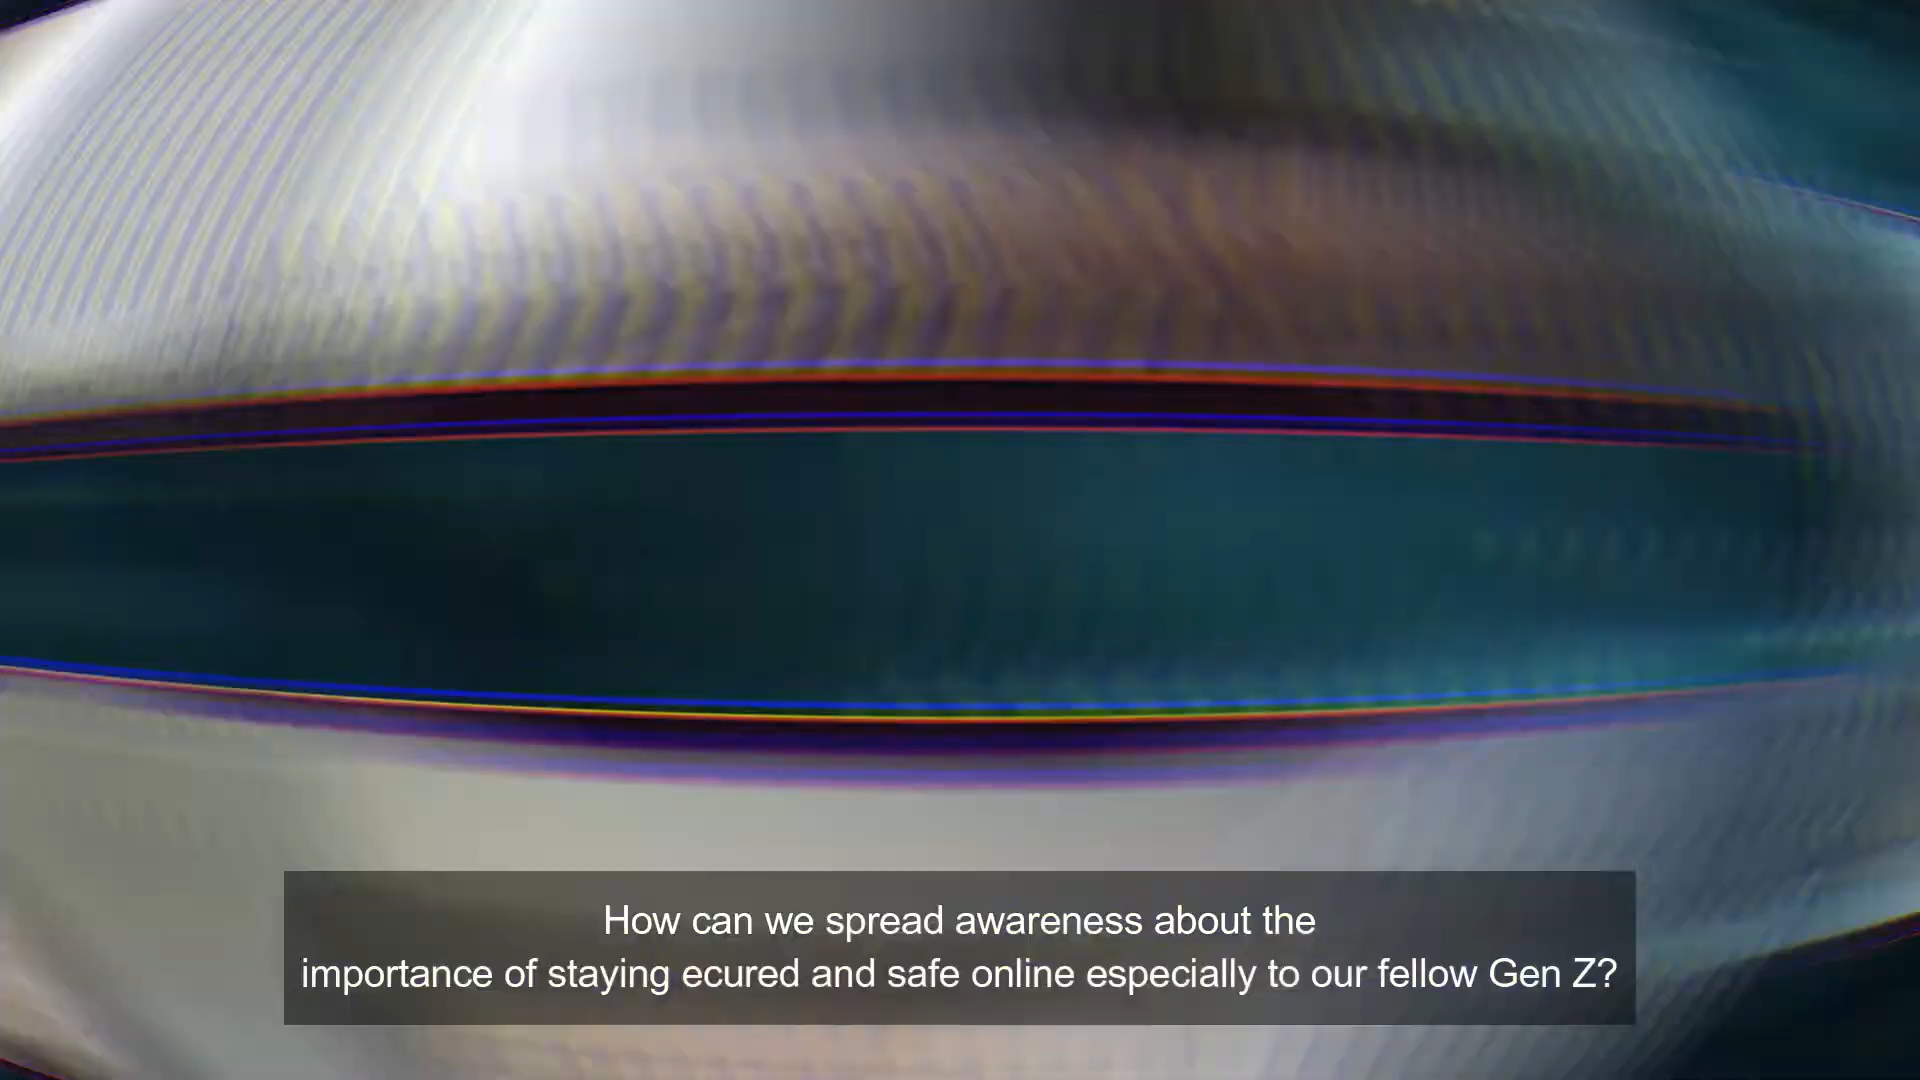 How can we spread awareness about the
importance of staying ecured and safe online especially to our fellow Gen Z?